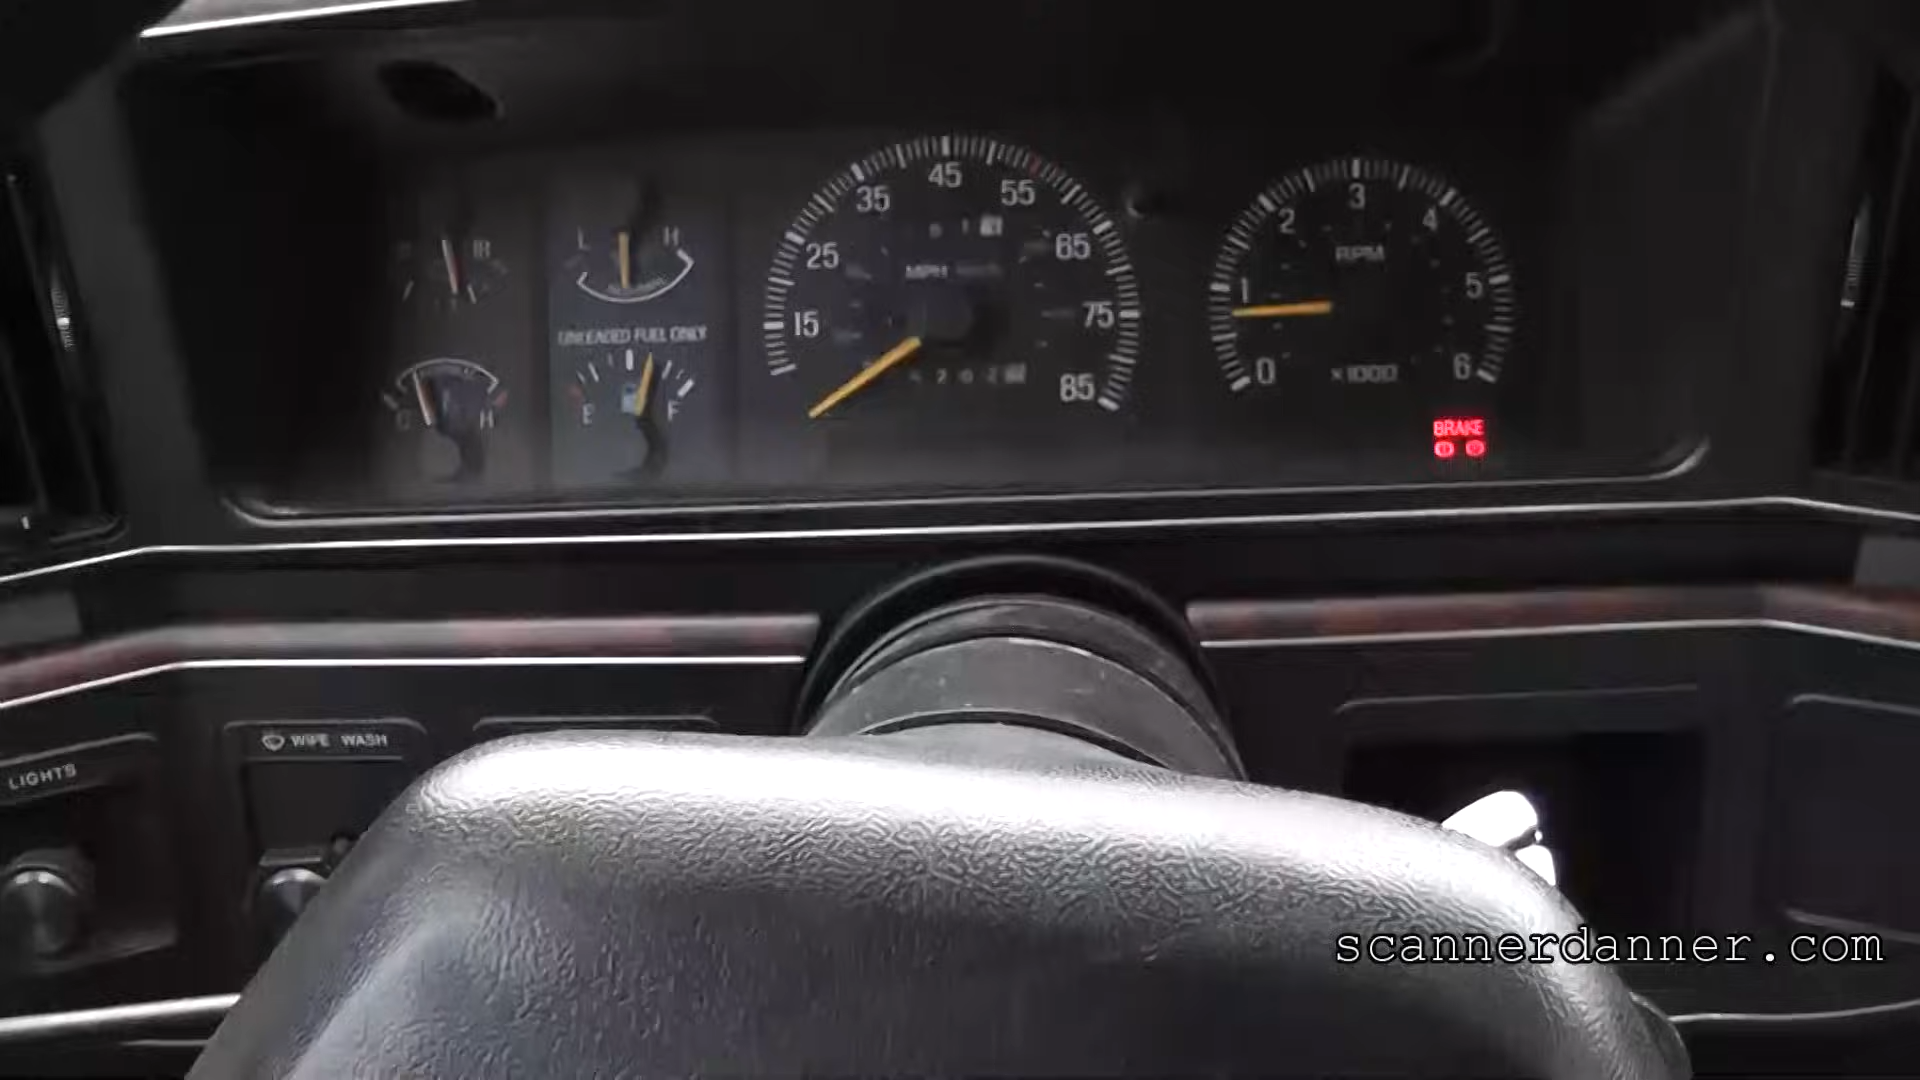 L H
UNLEADED FUEL ONLY
E F
H
15 25 35 45 55 65 75 85
MPH
0 1 2 3 4 5 6
RPM
x1000
BRAKE
LIGHTS
WIPE WASH
scannerdanner.com